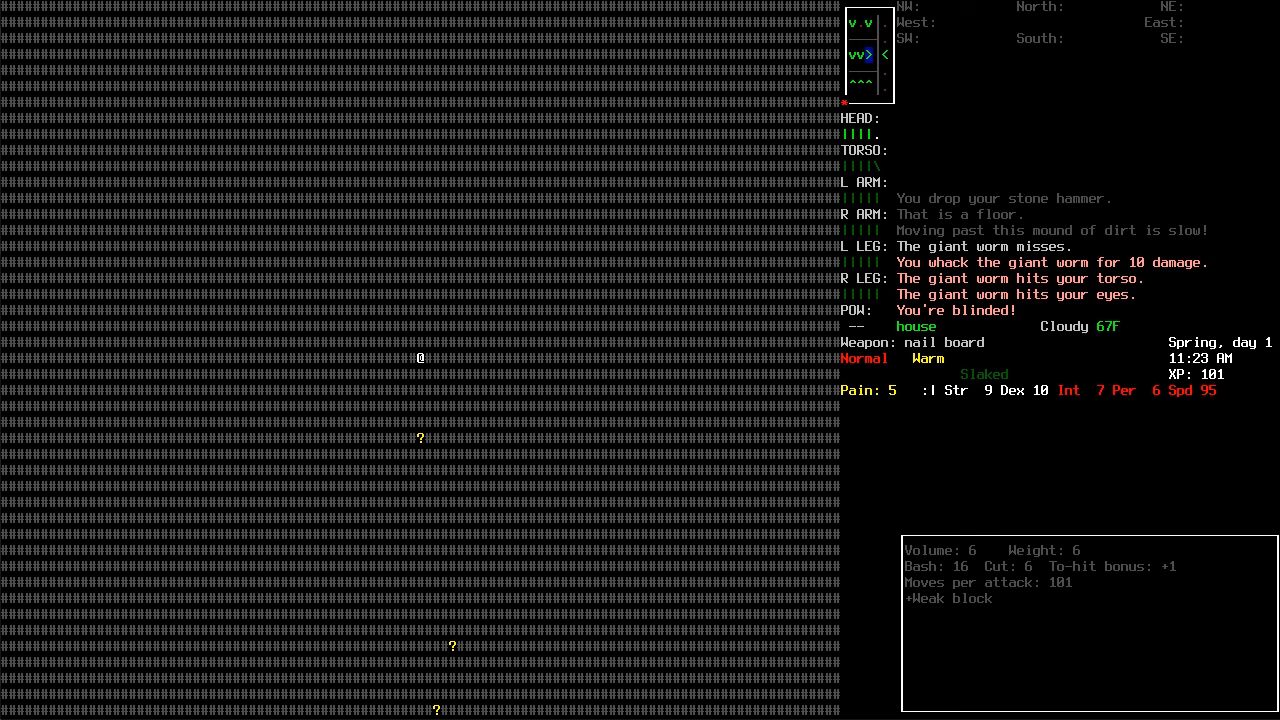 NW: North: NE:
v.v .
West: East:
SW: South: SE:
vv> <
^^^ .
*
HEAD:
||||.
TORSO:
||||\
L ARM:
||||| You drop your stone hammer.
R ARM: That is a floor.
||||| Moving past this mound of dirt is slow!
L LEG: The giant worm misses.
||||| You whack the giant worm for 10 damage.
R LEG: The giant worm hits your torso.
||||| The giant worm hits your eyes.
POW: You're blinded!
-- house Cloudy 67F
Weapon: nail board Spring, day 1
@
Normal Warm 11:23 AM
Slaked XP: 101
Pain: 5 :| Str 9 Dex 10 Int 7 Per 6 Spd 95
?
Volume: 6 Weight: 6
Bash: 16 Cut: 6 To-hit bonus: +1
Moves per attack: 101
+Weak block
?
?